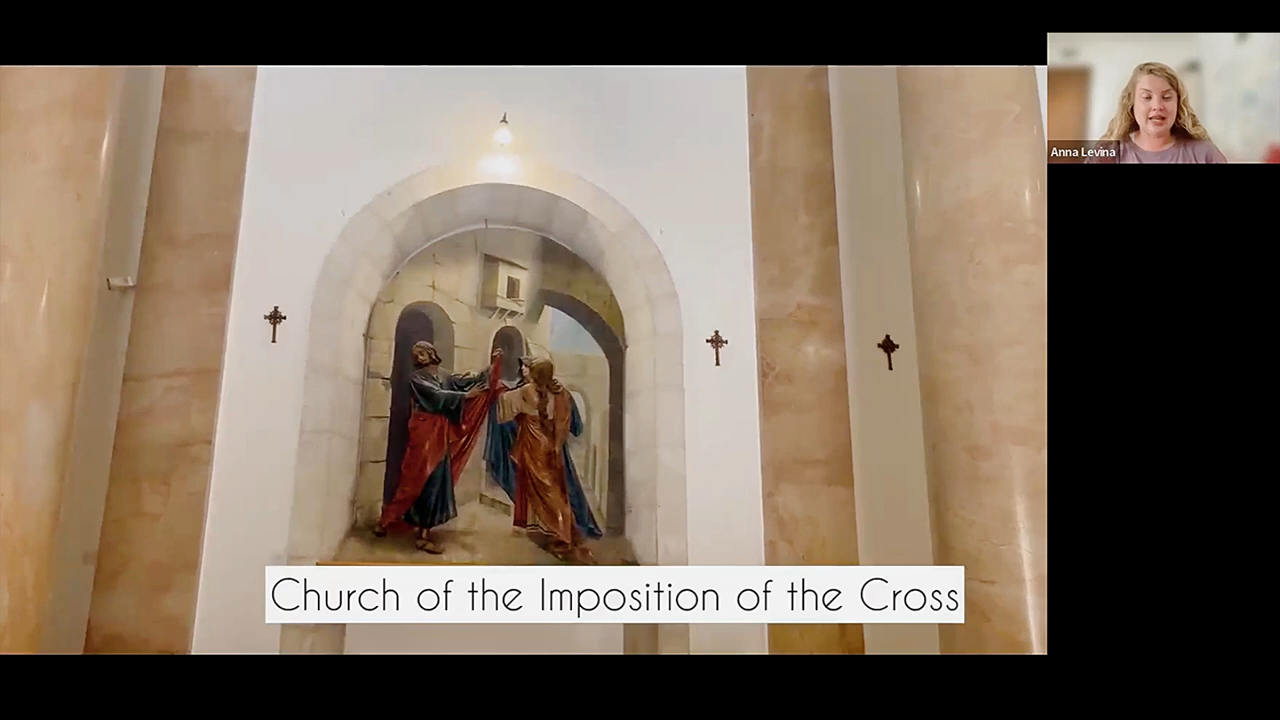 Anna Levina
Church of the Imposition of the Cross